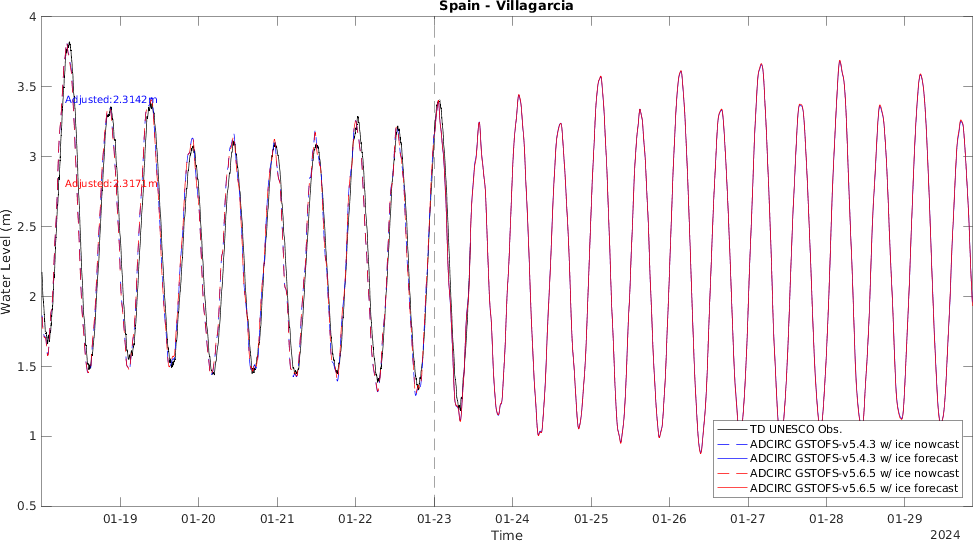 Spain - Villagarcia
4
3.5
3
2.5
2
1.5
1
0.5
Water Level (m)
Adjusted:2.3142m
Adjusted:2.3171m
TD UNESCO Obs.
ADCIRC GSTOFS-v5.4.3 w/ ice nowcast
ADCIRC GSTOFS-v5.4.3 w/ ice forecast
ADCIRC GSTOFS-v5.6.5 w/ ice nowcast
ADCIRC GSTOFS-v5.6.5 w/ ice forecast
01-19 01-20 01-21 01-22 01-23 01-24 01-25 01-26 01-27 01-28 01-29
Time
2024